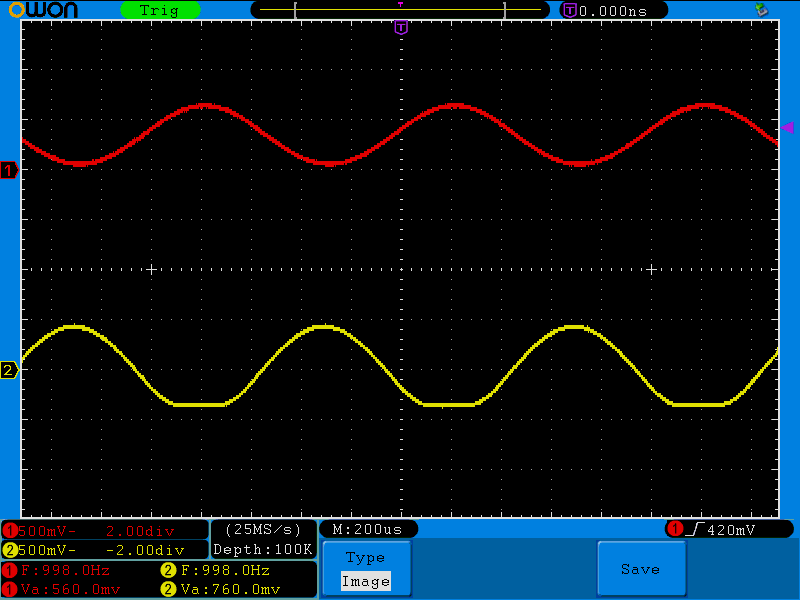 OWON Trig T 0.000ns
T
1
2
1 500mV- 2.00div (25MS/s) M:200us 1 420mV
2 500mV- -2.00div Depth:100K
1 F:998.0Hz 2 F:998.0Hz Type Save
1 Va:560.0mv 2 Va:760.0mv Image